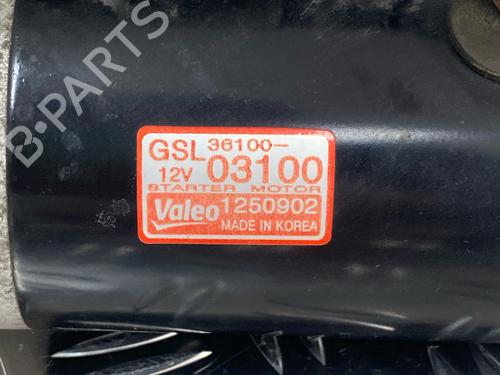 GSL 36100-
12V 03100
STARTER MOTOR
Valeo 1250902
MADE IN KOREA
B-PARTS